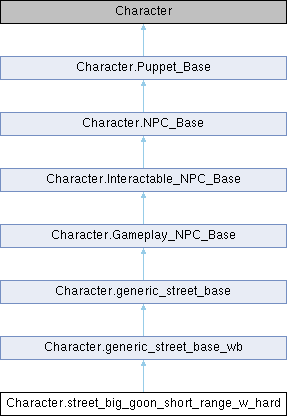 Character
Character.Puppet_Base
Character.NPC_Base
Character.Interactable_NPC_Base
Character.Gameplay_NPC_Base
Character.generic_street_base
Character.generic_street_base_wb
Character.street_big_goon_short_range_w_hard